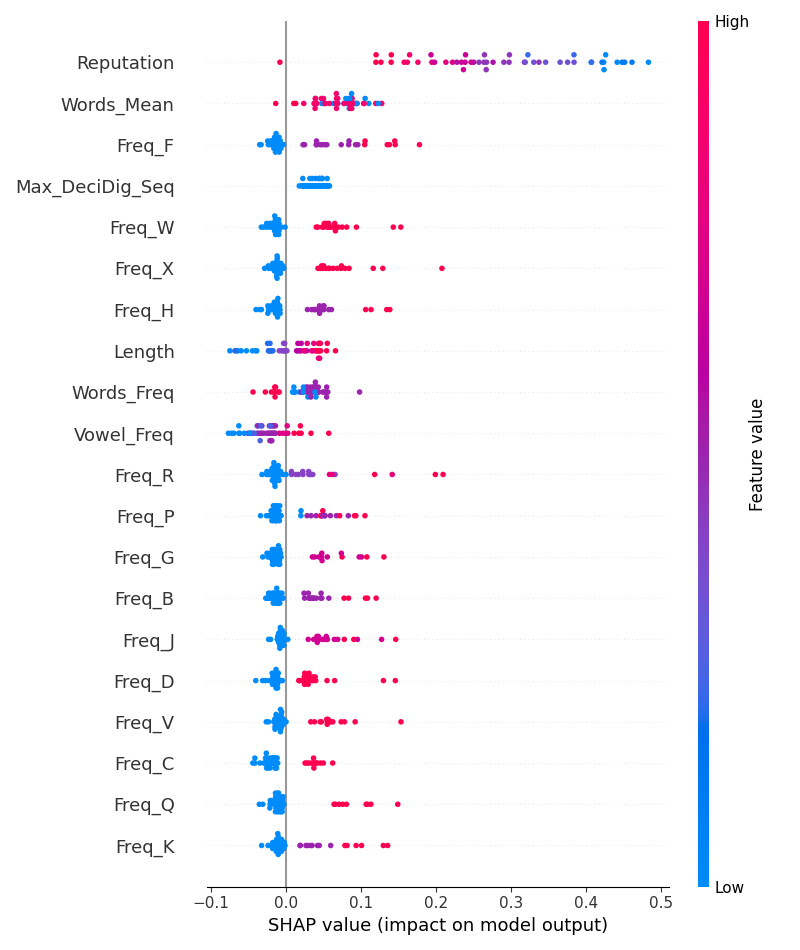 High
Reputation
Words_Mean
Freq_F
Max_DeciDig_Seq
Freq_W
Freq_X
Freq_H
Length
Words_Freq
Vowel_Freq
Freq_R
Freq_P
Freq_G
Freq_B
Freq_J
Freq_D
Freq_V
Freq_C
Freq_Q
Freq_K
Feature value
Low
−0.1 0.0 0.1 0.2 0.3 0.4 0.5
SHAP value (impact on model output)